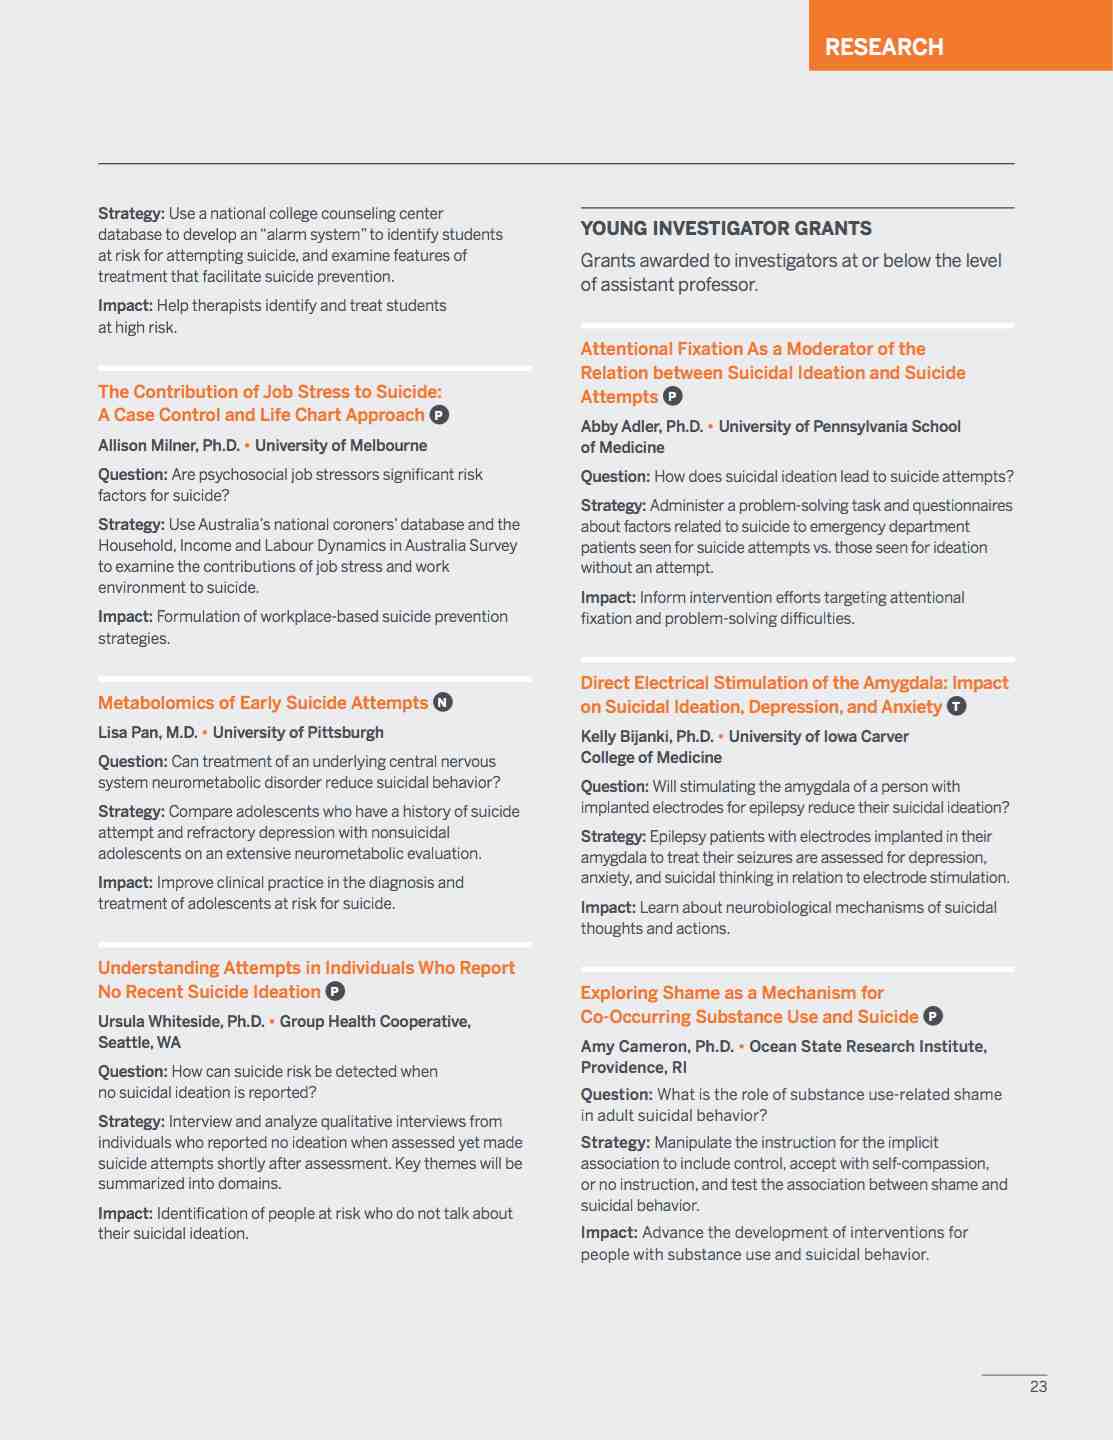 RESEARCH
Strategy: Use a national college counseling center
database to develop an “alarm system” to identify students
at risk for attempting suicide, and examine features of
treatment that facilitate suicide prevention.
Impact: Help therapists identify and treat students
at high risk.
The Contribution of Job Stress to Suicide:
A Case Control and Life Chart Approach P
Allison Milner, Ph.D. • University of Melbourne
Question: Are psychosocial job stressors significant risk
factors for suicide?
Strategy: Use Australia’s national coroners’ database and the
Household, Income and Labour Dynamics in Australia Survey
to examine the contributions of job stress and work
environment to suicide.
Impact: Formulation of workplace-based suicide prevention
strategies.
Metabolomics of Early Suicide Attempts N
Lisa Pan, M.D. • University of Pittsburgh
Question: Can treatment of an underlying central nervous
system neurometabolic disorder reduce suicidal behavior?
Strategy: Compare adolescents who have a history of suicide
attempt and refractory depression with nonsuicidal
adolescents on an extensive neurometabolic evaluation.
Impact: Improve clinical practice in the diagnosis and
treatment of adolescents at risk for suicide.
Understanding Attempts in Individuals Who Report
No Recent Suicide Ideation P
Ursula Whiteside, Ph.D. • Group Health Cooperative,
Seattle, WA
Question: How can suicide risk be detected when
no suicidal ideation is reported?
Strategy: Interview and analyze qualitative interviews from
individuals who reported no ideation when assessed yet made
suicide attempts shortly after assessment. Key themes will be
summarized into domains.
Impact: Identification of people at risk who do not talk about
their suicidal ideation.
YOUNG INVESTIGATOR GRANTS
Grants awarded to investigators at or below the level
of assistant professor.
Attentional Fixation As a Moderator of the
Relation between Suicidal Ideation and Suicide
Attempts P
Abby Adler, Ph.D. • University of Pennsylvania School
of Medicine
Question: How does suicidal ideation lead to suicide attempts?
Strategy: Administer a problem-solving task and questionnaires
about factors related to suicide to emergency department
patients seen for suicide attempts vs. those seen for ideation
without an attempt.
Impact: Inform intervention efforts targeting attentional
fixation and problem-solving difficulties.
Direct Electrical Stimulation of the Amygdala: Impact
on Suicidal Ideation, Depression, and Anxiety T
Kelly Bijanki, Ph.D. • University of Iowa Carver
College of Medicine
Question: Will stimulating the amygdala of a person with
implanted electrodes for epilepsy reduce their suicidal ideation?
Strategy: Epilepsy patients with electrodes implanted in their
amygdala to treat their seizures are assessed for depression,
anxiety, and suicidal thinking in relation to electrode stimulation.
Impact: Learn about neurobiological mechanisms of suicidal
thoughts and actions.
Exploring Shame as a Mechanism for
Co-Occurring Substance Use and Suicide P
Amy Cameron, Ph.D. • Ocean State Research Institute,
Providence, RI
Question: What is the role of substance use-related shame
in adult suicidal behavior?
Strategy: Manipulate the instruction for the implicit
association to include control, accept with self-compassion,
or no instruction, and test the association between shame and
suicidal behavior.
Impact: Advance the development of interventions for
people with substance use and suicidal behavior.
23